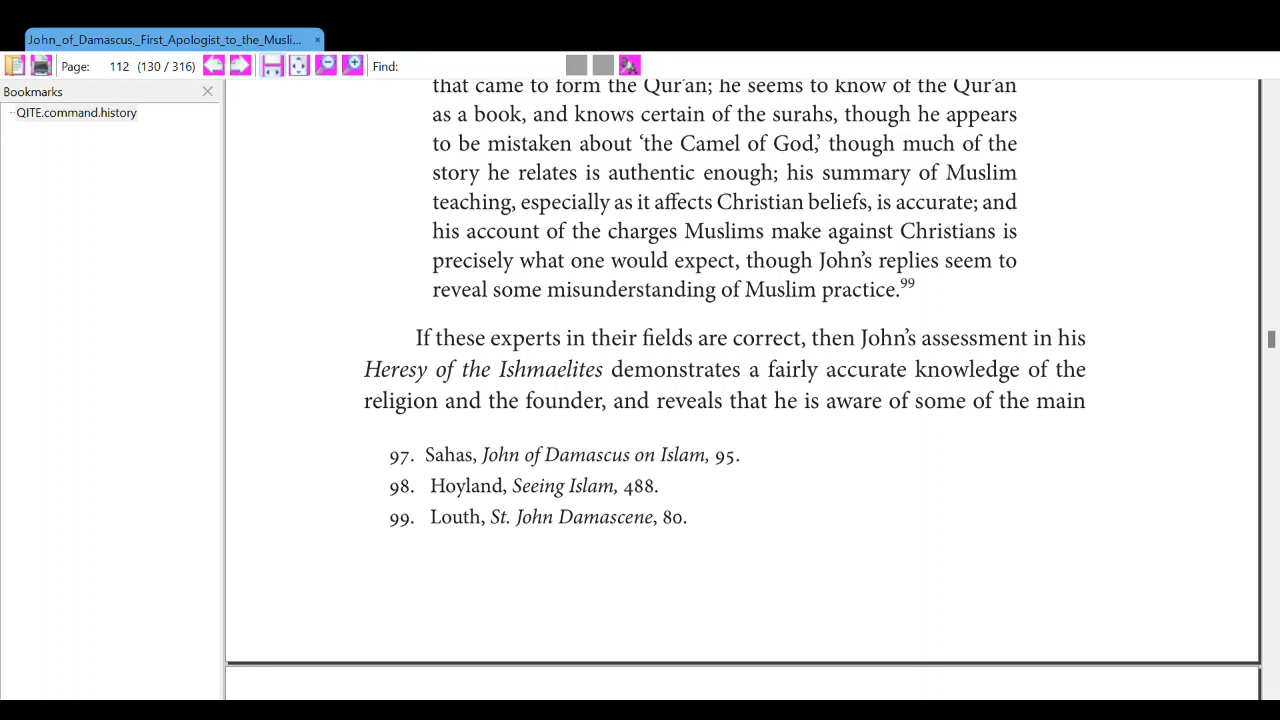 John_of_Damascus,_First_Apologist_to_the_Musli... ×
Page: 112 (130 / 316) Find:
Bookmarks
QITE.command.history
that came to form the Qur'an; he seems to know of the Qur'an
as a book, and knows certain of the surahs, though he appears
to be mistaken about ‘the Camel of God,’ though much of the
story he relates is authentic enough; his summary of Muslim
teaching, especially as it affects Christian beliefs, is accurate; and
his account of the charges Muslims make against Christians is
precisely what one would expect, though John’s replies seem to
reveal some misunderstanding of Muslim practice.99
If these experts in their fields are correct, then John’s assessment in his
Heresy of the Ishmaelites demonstrates a fairly accurate knowledge of the
religion and the founder, and reveals that he is aware of some of the main
97. Sahas, John of Damascus on Islam, 95.
98. Hoyland, Seeing Islam, 488.
99. Louth, St. John Damascene, 80.